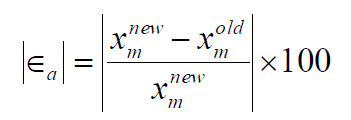 |∈ₐ| = |(xₘⁿᵉʷ − xₘᵒˡᵈ) / xₘⁿᵉʷ| × 100